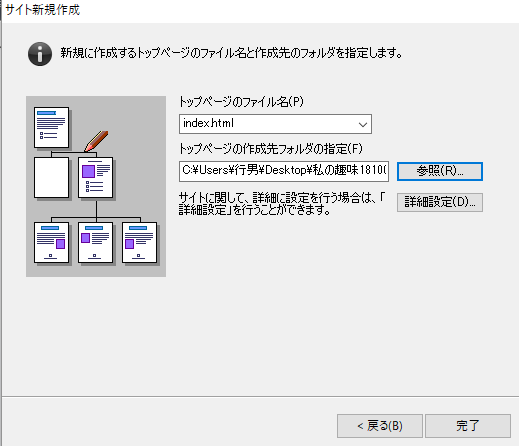 サイト新規作成
新規に作成するトップページのファイル名と作成先のフォルダを指定します。
トップページのファイル名(P)
index.html
トップページの作成先フォルダの指定(F)
C:¥Users¥行男¥Desktop¥私の趣味1810
参照(R)...
サイトに関して、詳細に設定を行う場合は、「
詳細設定」を行うことができます。
詳細設定(D)...
< 戻る(B)
完了